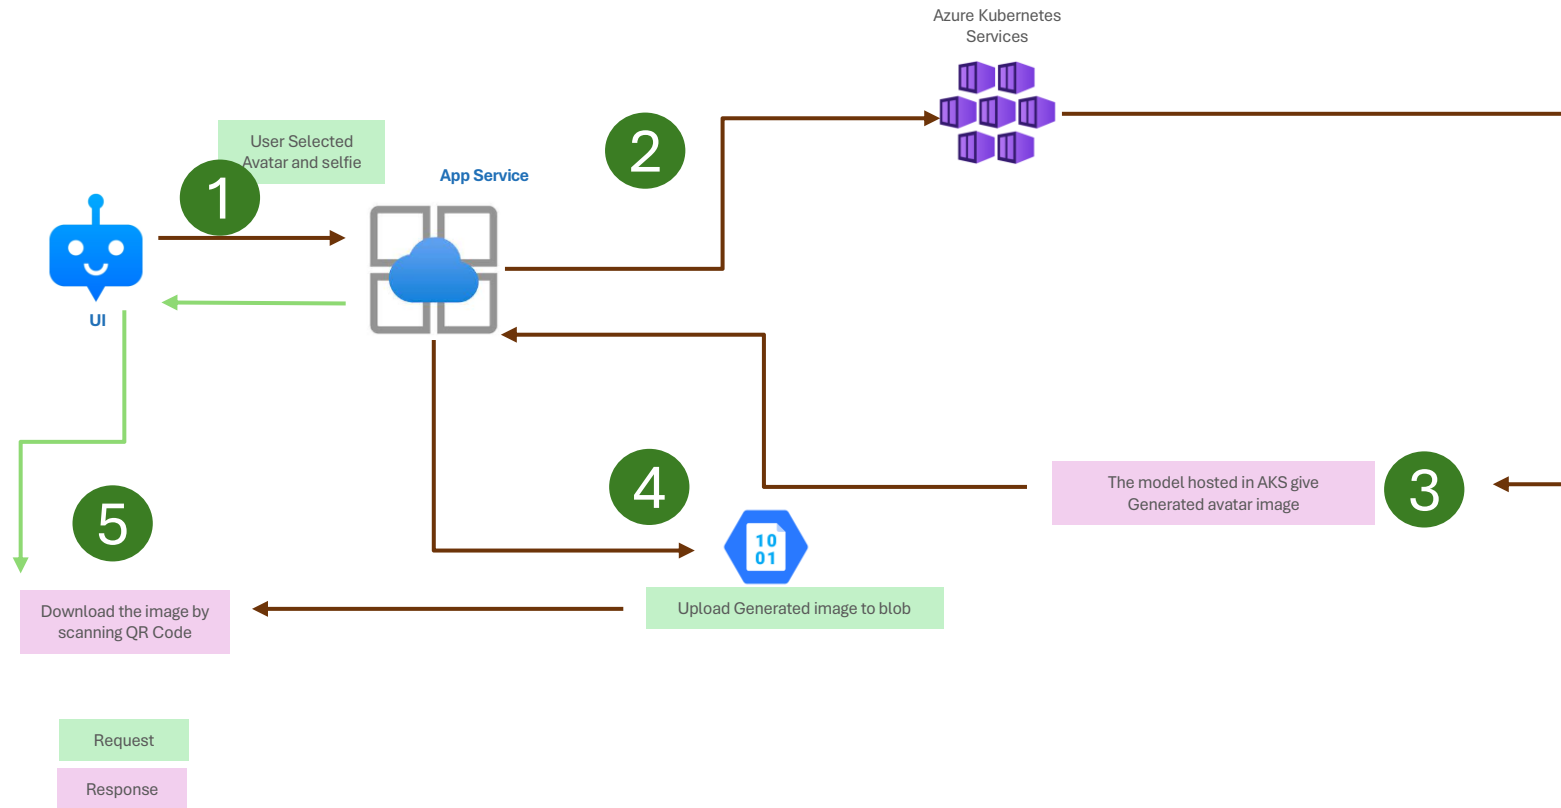 Azure Kubernetes
Services
User Selected
Avatar and selfie
1
2
App Service
UI
The model hosted in AKS give
Generated avatar image
3
4
10
01
Upload Generated image to blob
5
Download the image by
scanning QR Code
Request
Response